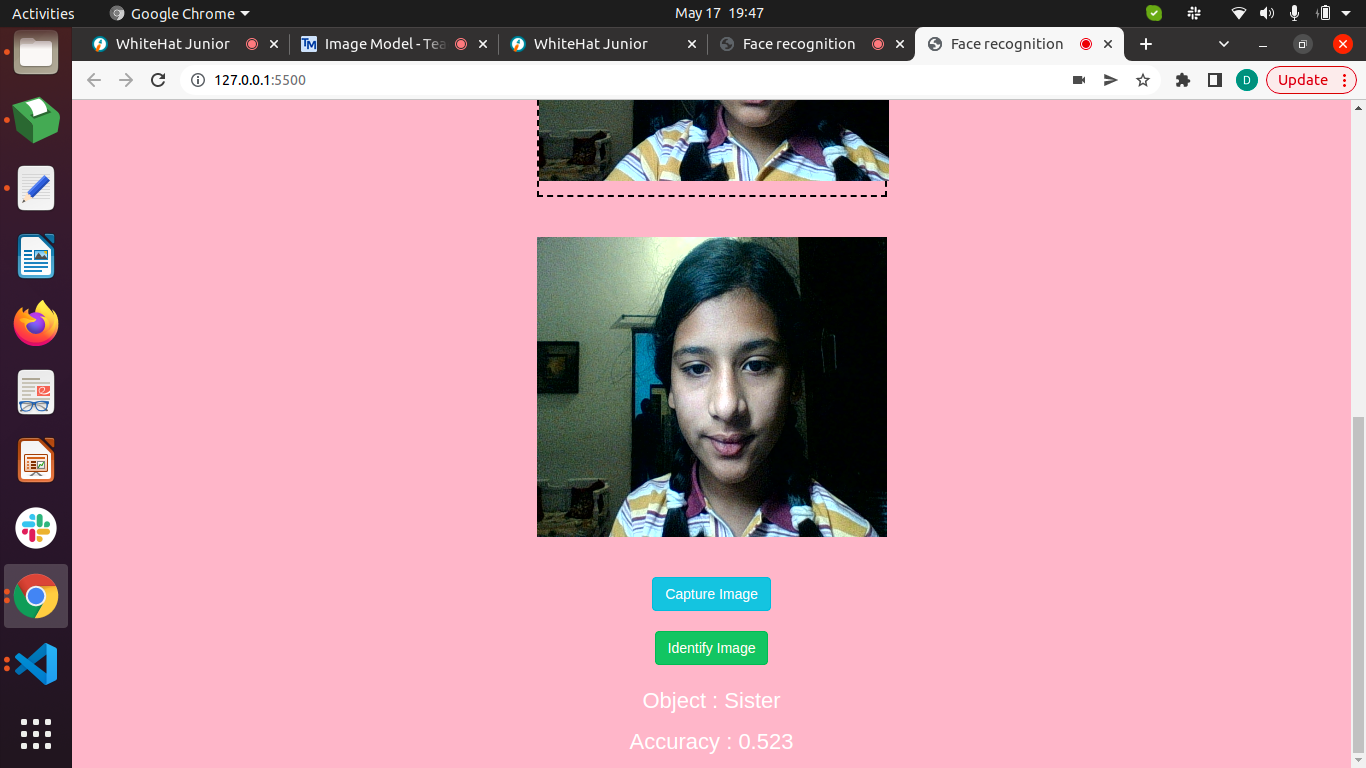 Activities
Google Chrome
May 17 19:47
WhiteHat Junior
Image Model - Tea
WhiteHat Junior
Face recognition
Face recognition
127.0.0.1:5500
D
Update
Capture Image
Identify Image
Object : Sister
Accuracy : 0.523